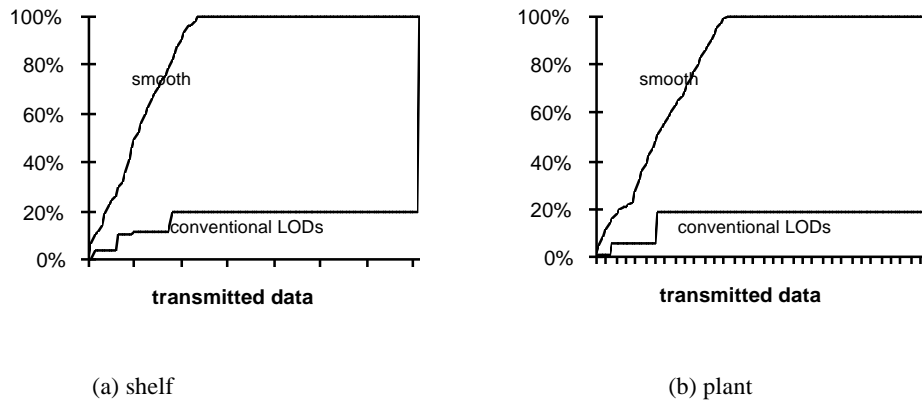 100%
80%
60%
40%
20%
0%
smooth
conventional LODs
transmitted data
(a) shelf
100%
80%
60%
40%
20%
0%
smooth
conventional LODs
transmitted data
(b) plant